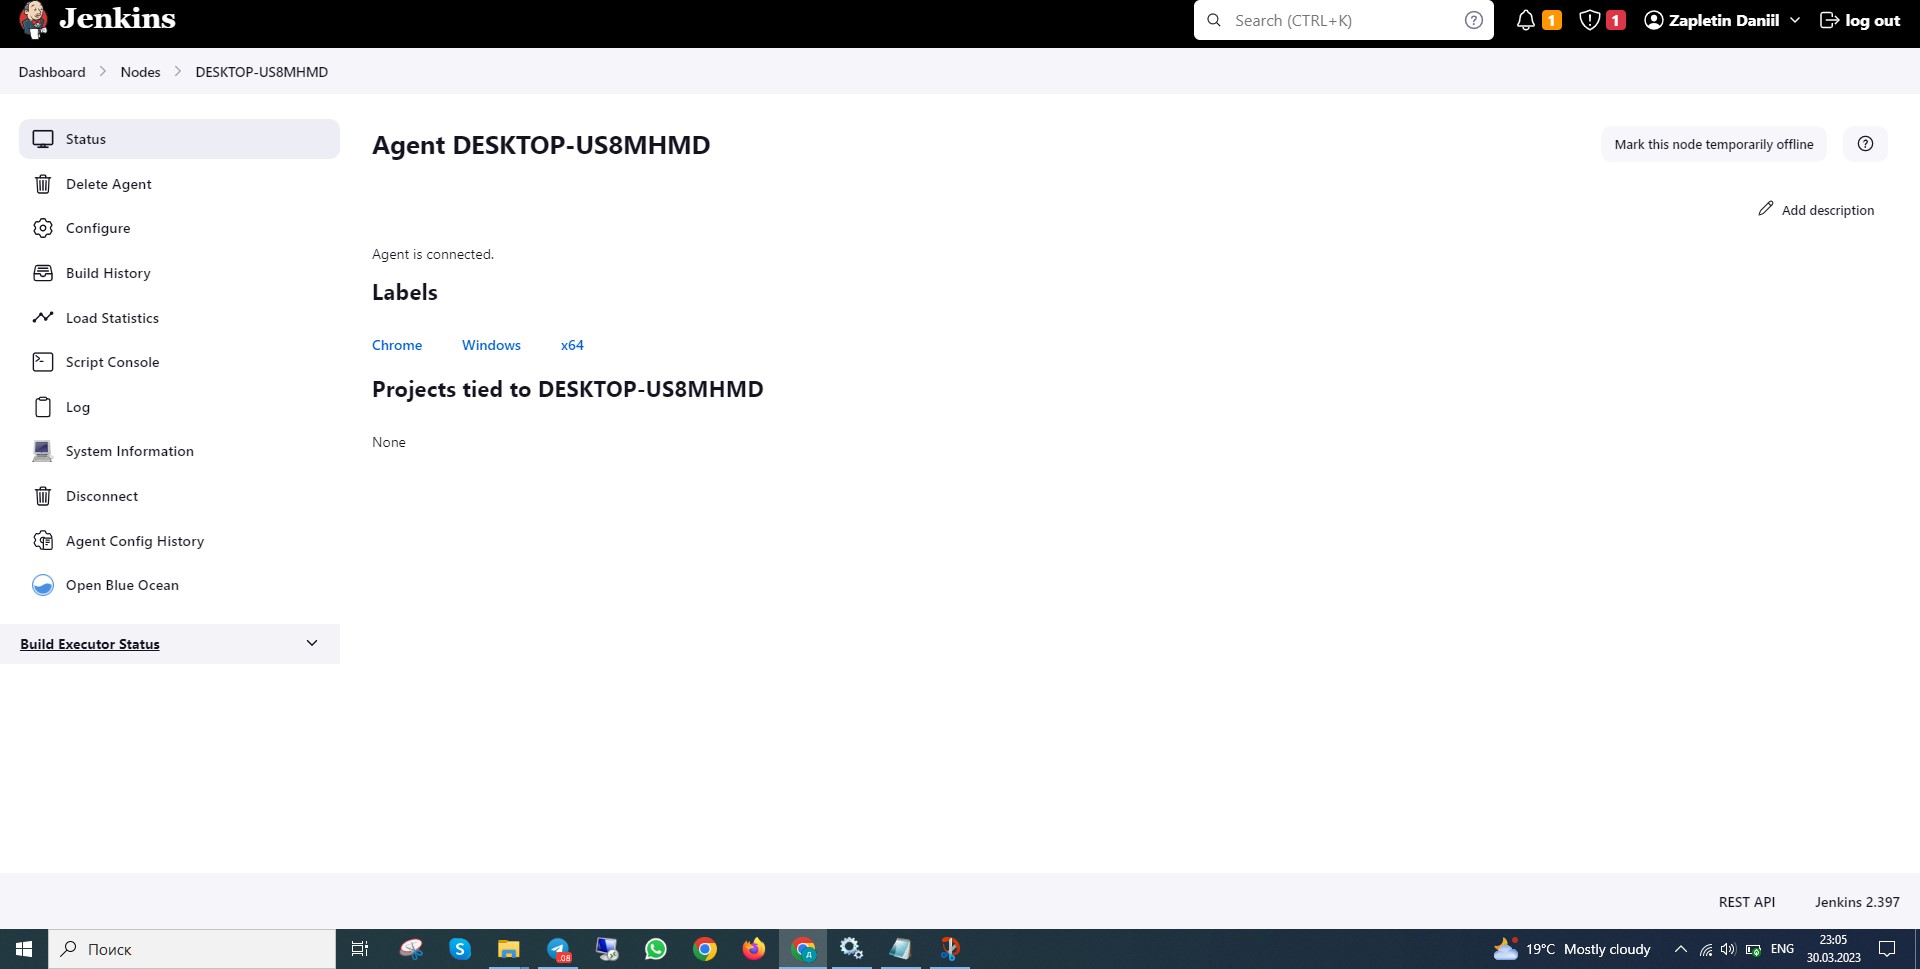 Jenkins
Search (CTRL+K)
1
1
Zapletin Daniil
log out
Dashboard
Nodes
DESKTOP-US8MHMD
Status
Delete Agent
Configure
Build History
Load Statistics
Script Console
Log
System Information
Disconnect
Agent Config History
Open Blue Ocean
Build Executor Status
Agent DESKTOP-US8MHMD
Mark this node temporarily offline
Add description
Agent is connected.
Labels
Chrome Windows x64
Projects tied to DESKTOP-US8MHMD
None
REST API
Jenkins 2.397
Поиск
.08
19°C Mostly cloudy
ENG
23:05
30.03.2023